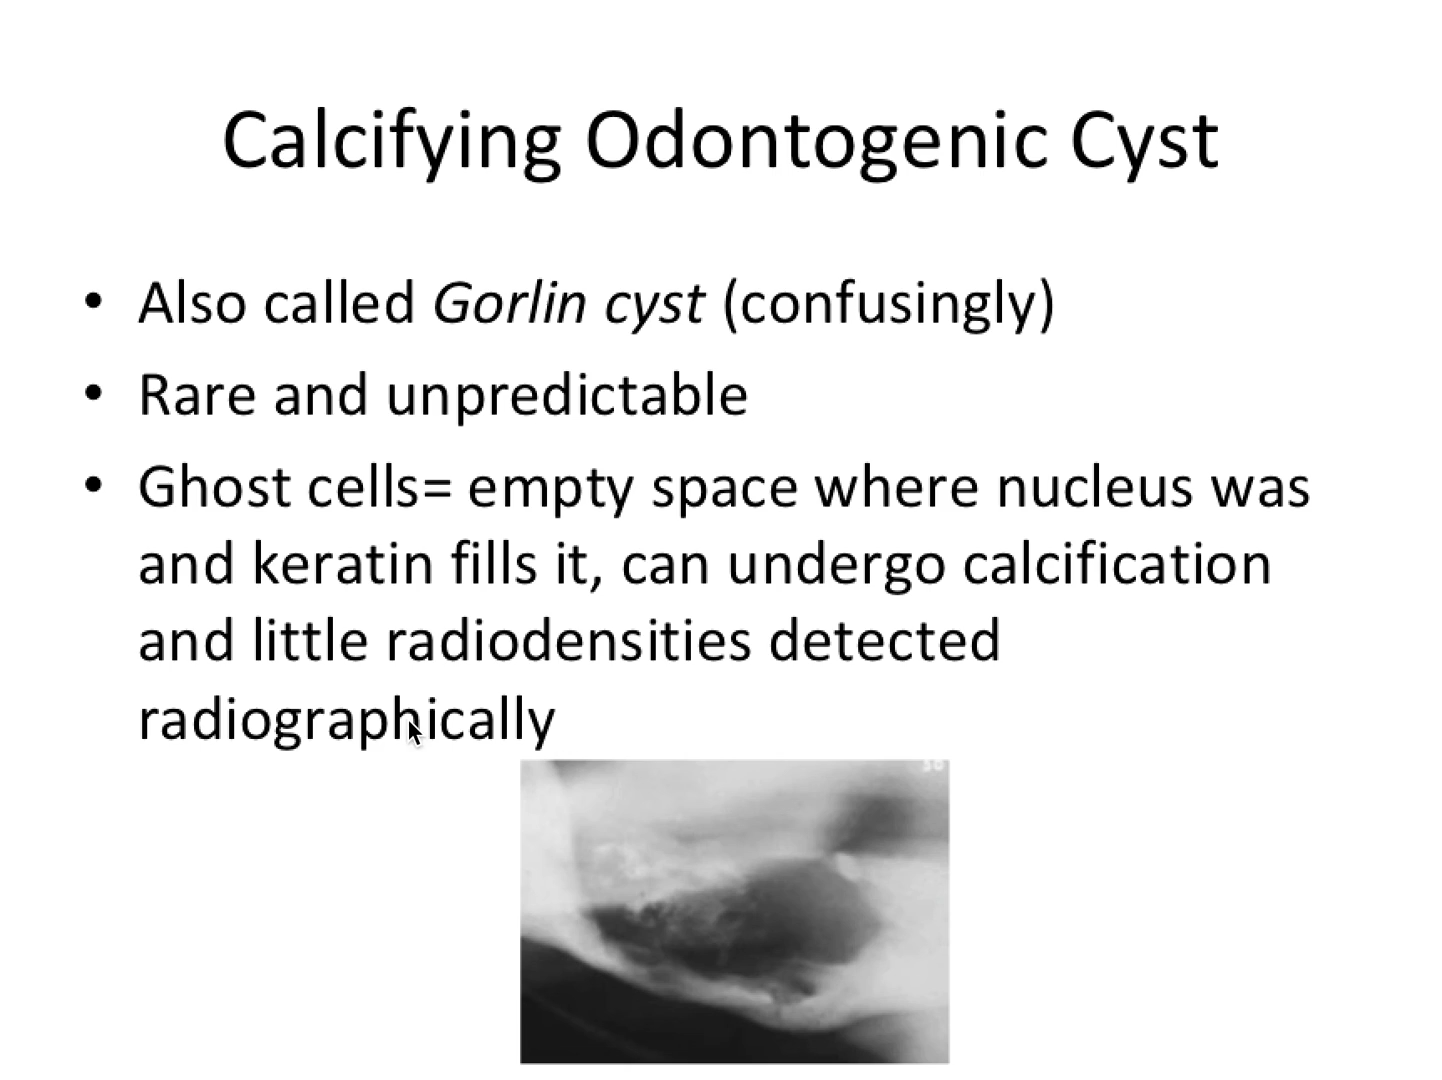 Calcifying Odontogenic Cyst
• Also called Gorlin cyst (confusingly)
• Rare and unpredictable
• Ghost cells= empty space where nucleus was
and keratin fills it, can undergo calcification
and little radiodensities detected
radiographically